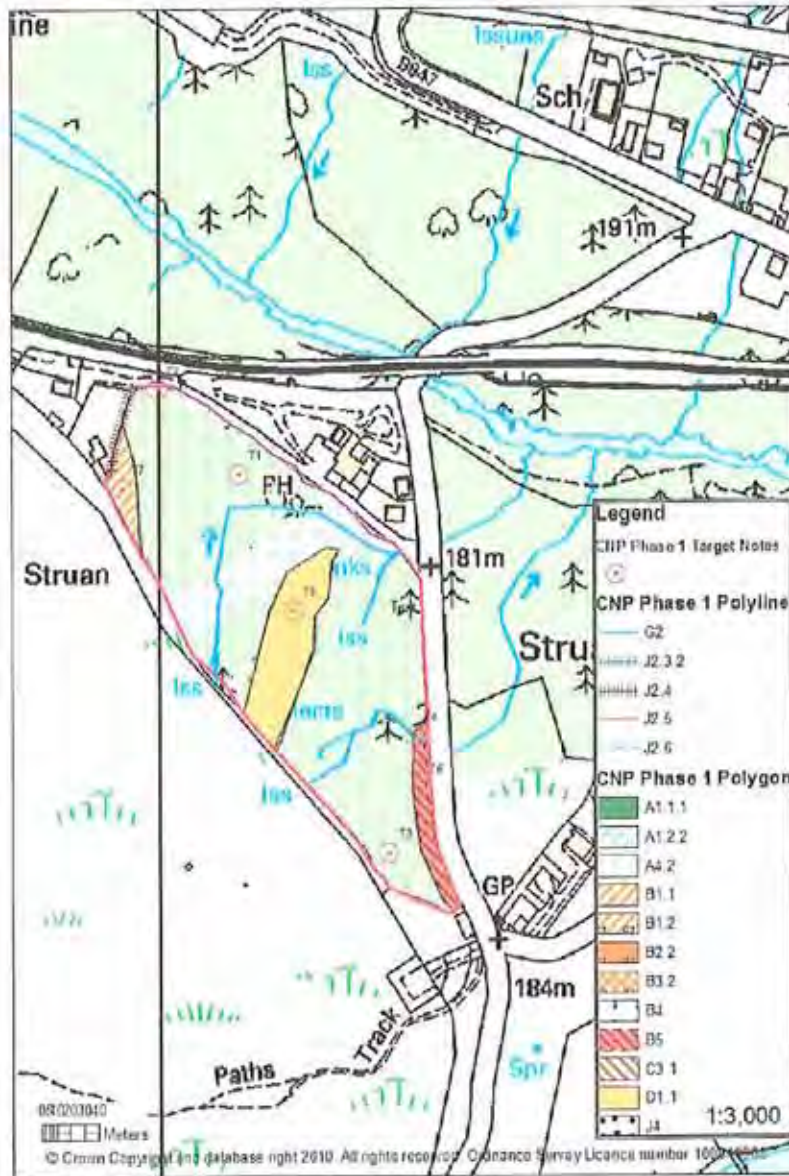 ine
Iss
Issues
B847
Sch
191m
T1
FH
181m
Struan
nks
Iss
Iss
Iss
Stru
GP
184m
Track
Paths
Spr
Legend
CNP Phase 1 Target Notes
CNP Phase 1 Polyline
G2
J2.3.2
J2.4
J2.5
J2.6
CNP Phase 1 Polygon
A1.1.1
A1.2.2
A4.2
B1.1
B1.2
B2.2
B3.2
B4
B5
C3.1
D1.1
J4
1:3,000
Meters
© Crown Copyright and database right 2010. All rights reserved. Ordnance Survey Licence number